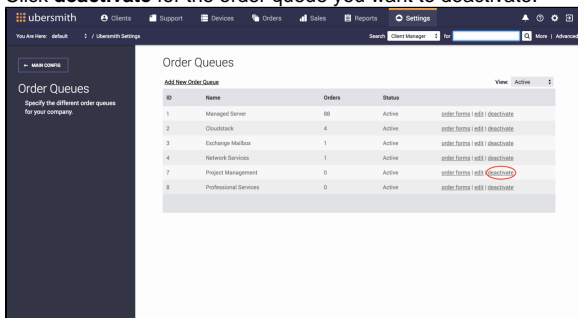 Click deactivate for the order queue you want to deactivate.
ubersmith Clients Support Devices Orders Sales Reports Settings
You Are Here: default / Ubersmith Settings Search Client Manager for More | Advanced
← MAIN CONFIG
Order Queues
Specify the different order queues
for your company.
Order Queues
Add New Order Queue View: Active
ID Name Orders Status
1 Managed Server 88 Active order forms | edit | deactivate
2 Cloudstack 4 Active order forms | edit | deactivate
3 Exchange Mailbox 1 Active order forms | edit | deactivate
4 Network Services 1 Active order forms | edit | deactivate
7 Project Management 0 Active order forms | edit | deactivate
8 Professional Services 0 Active order forms | edit | deactivate